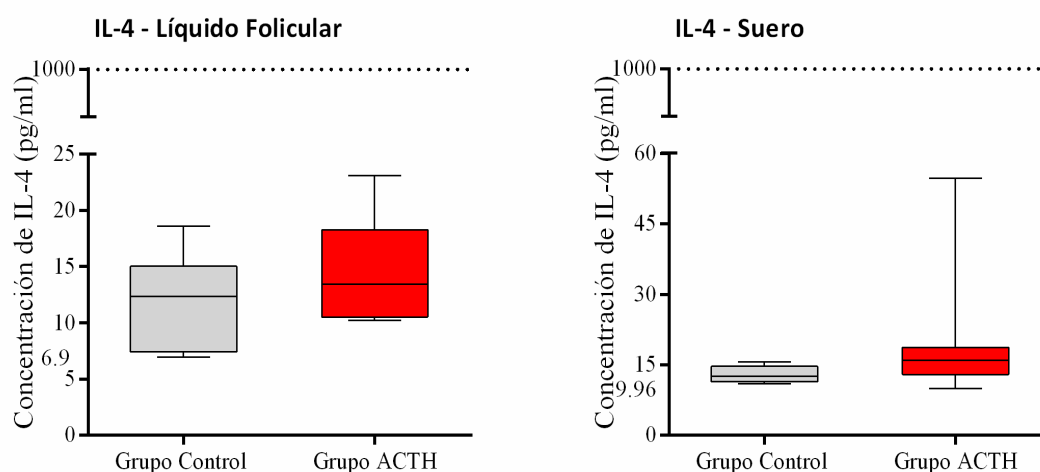 IL-4 - Líquido Folicular
Concentración de IL-4 (pg/ml)
1000
25
20
15
10
6.9
5
0
Grupo Control
Grupo ACTH
IL-4 - Suero
Concentración de IL-4 (pg/ml)
1000
60
45
30
15
9.96
0
Grupo Control
Grupo ACTH